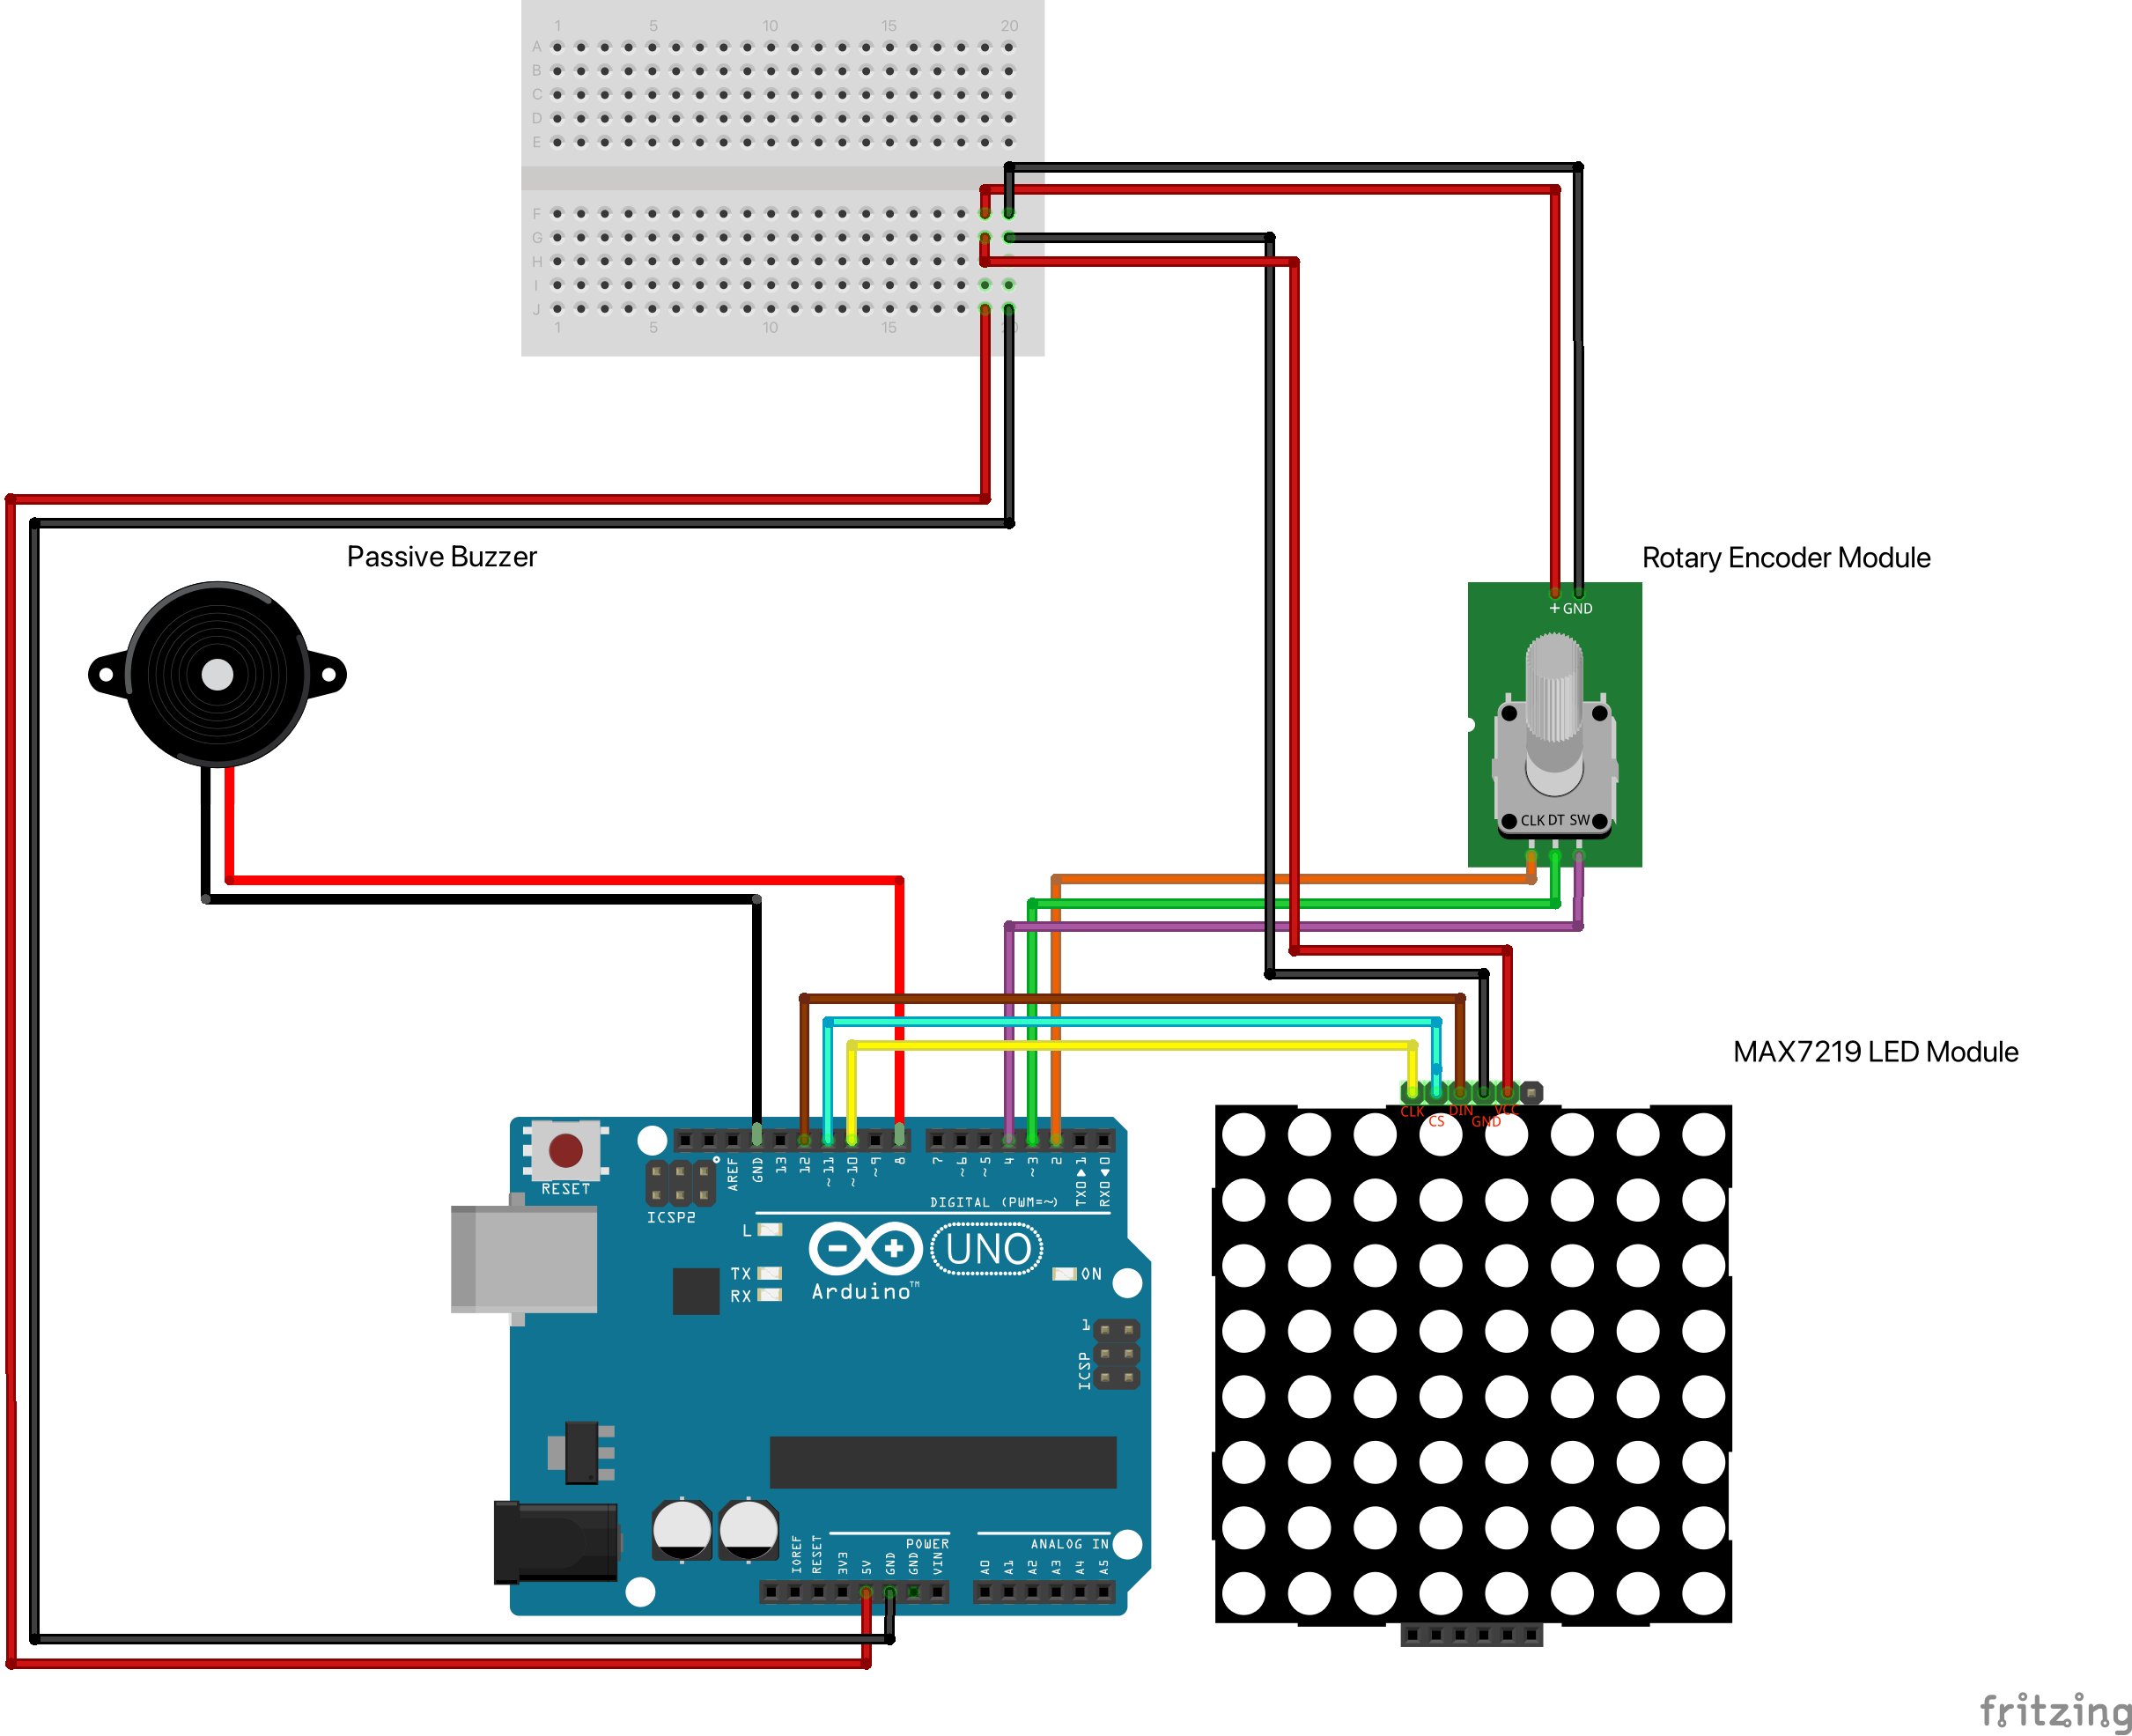 1 5 10 15 20
A
B
C
D
E
F
G
H
I
J
1 5 10 15 20
Passive Buzzer
Rotary Encoder Module
+ GND
CLK DT SW
MAX7219 LED Module
CLK CS DIN GND VCC
RESET
ICSP2
AREF GND 13 12 ~11 ~10 ~9 8 7 ~6 ~5 4 ~3 2 TX0▶1 RX0◀0
DIGITAL (PWM=~)
L
TX
RX
UNO
Arduino™
ON
1
ICSP
IOREF RESET 3V3 5V GND GND VIN
POWER
ANALOG IN
A0 A1 A2 A3 A4 A5
fritzing